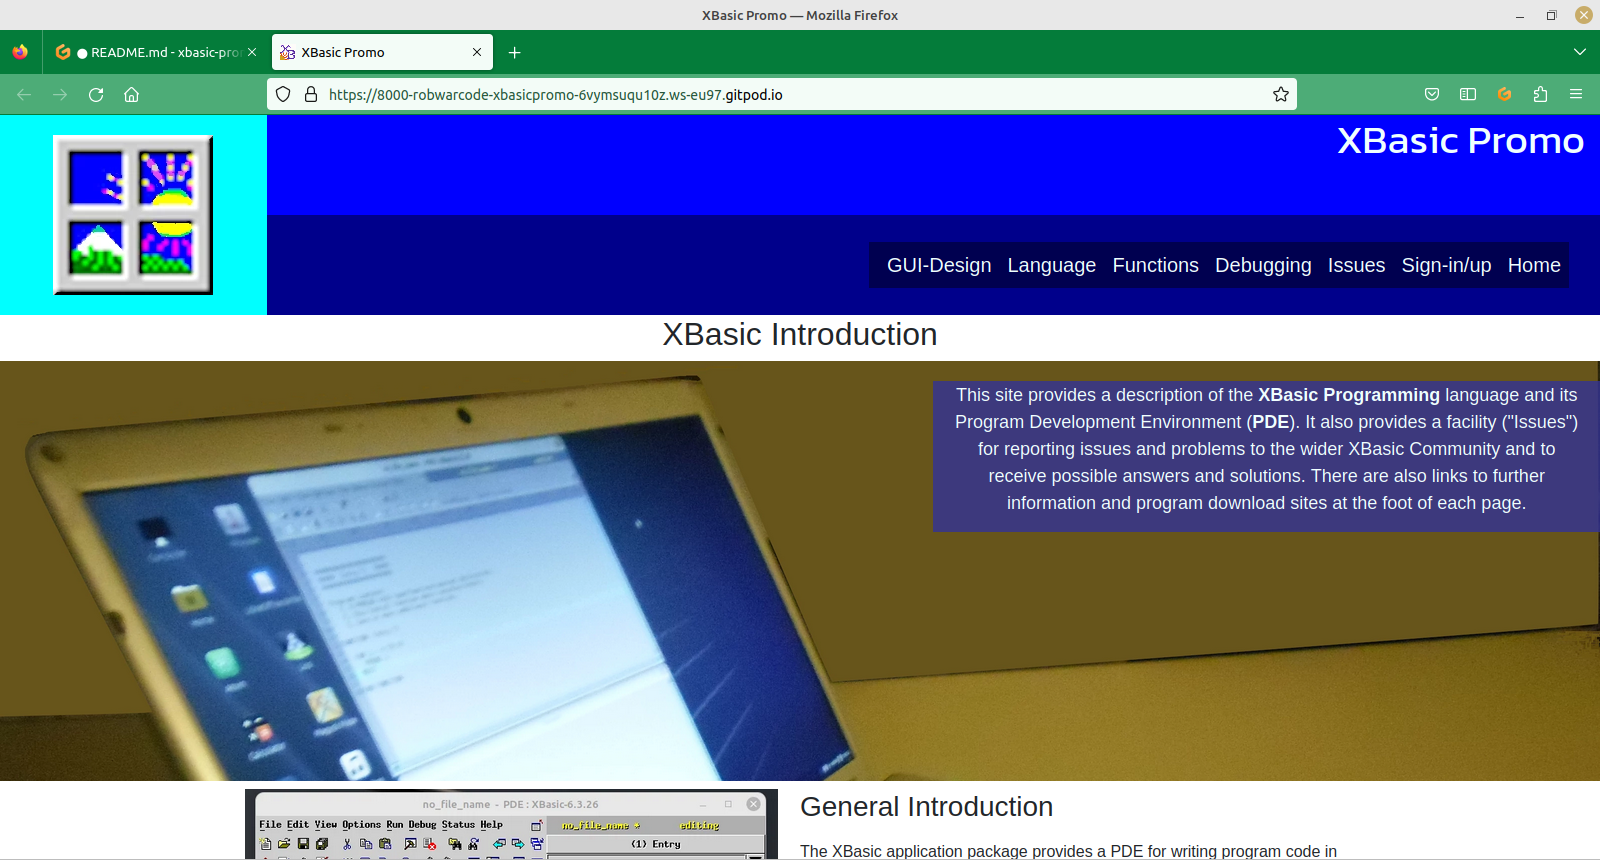 XBasic Promo — Mozilla Firefox
README.md - xbasic-pro
XBasic Promo
https://8000-robwarcode-xbasicpromo-6vymsuqu10z.ws-eu97.gitpod.io
XBasic Promo
GUI-Design Language Functions Debugging Issues Sign-in/up Home
XBasic Introduction
This site provides a description of the XBasic Programming language and its
Program Development Environment (PDE). It also provides a facility ("Issues")
for reporting issues and problems to the wider XBasic Community and to
receive possible answers and solutions. There are also links to further
information and program download sites at the foot of each page.
no_file_name - PDE : XBasic-6.3.26
File Edit View Options Run Debug Status Help
no_file_name * editing
(1) Entry
General Introduction
The XBasic application package provides a PDE for writing program code in